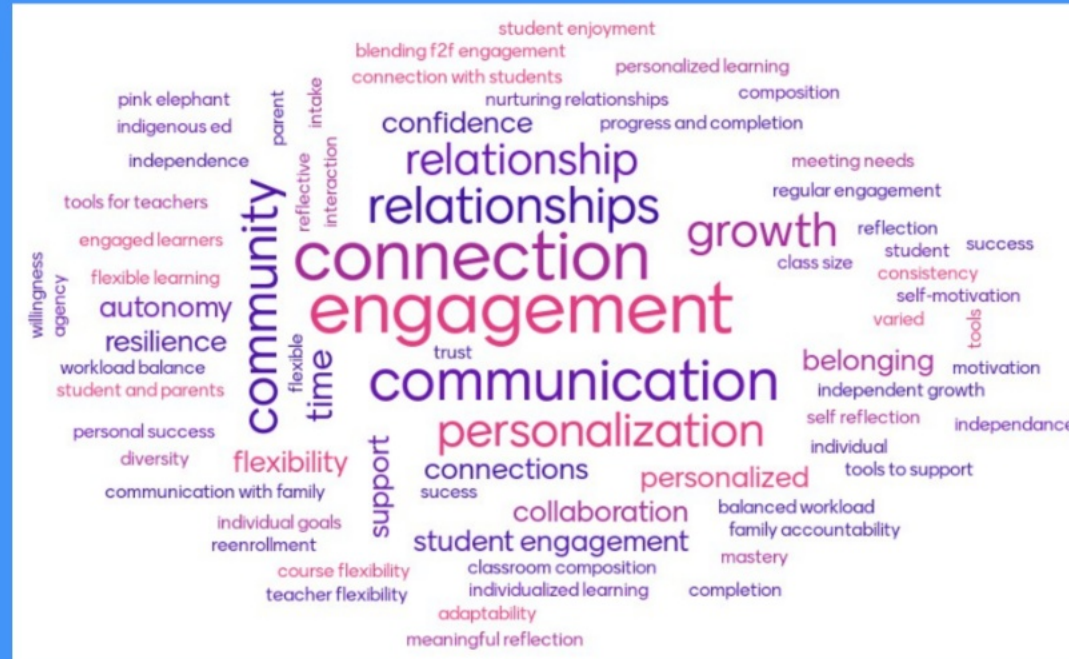 student enjoyment
blending f2f engagement
connection with students
personalized learning
pink elephant
parent
intake
nurturing relationships
composition
indigenous ed
confidence
progress and completion
independence
reflective
interaction
relationship
meeting needs
tools for teachers
community
relationships
regular engagement
engaged learners
connection
growth
reflection
student
success
class size
willingness
agency
flexible learning
consistency
autonomy
engagement
self-motivation
varied
tools
resilience
flexible
time
trust
belonging
motivation
workload balance
communication
student and parents
independent growth
personal success
personalization
self reflection
independance
diversity
flexibility
support
connections
individual
tools to support
communication with family
sucess
personalized
individual goals
collaboration
balanced workload
reenrollment
student engagement
family accountability
course flexibility
classroom composition
mastery
teacher flexibility
individualized learning
completion
adaptability
meaningful reflection